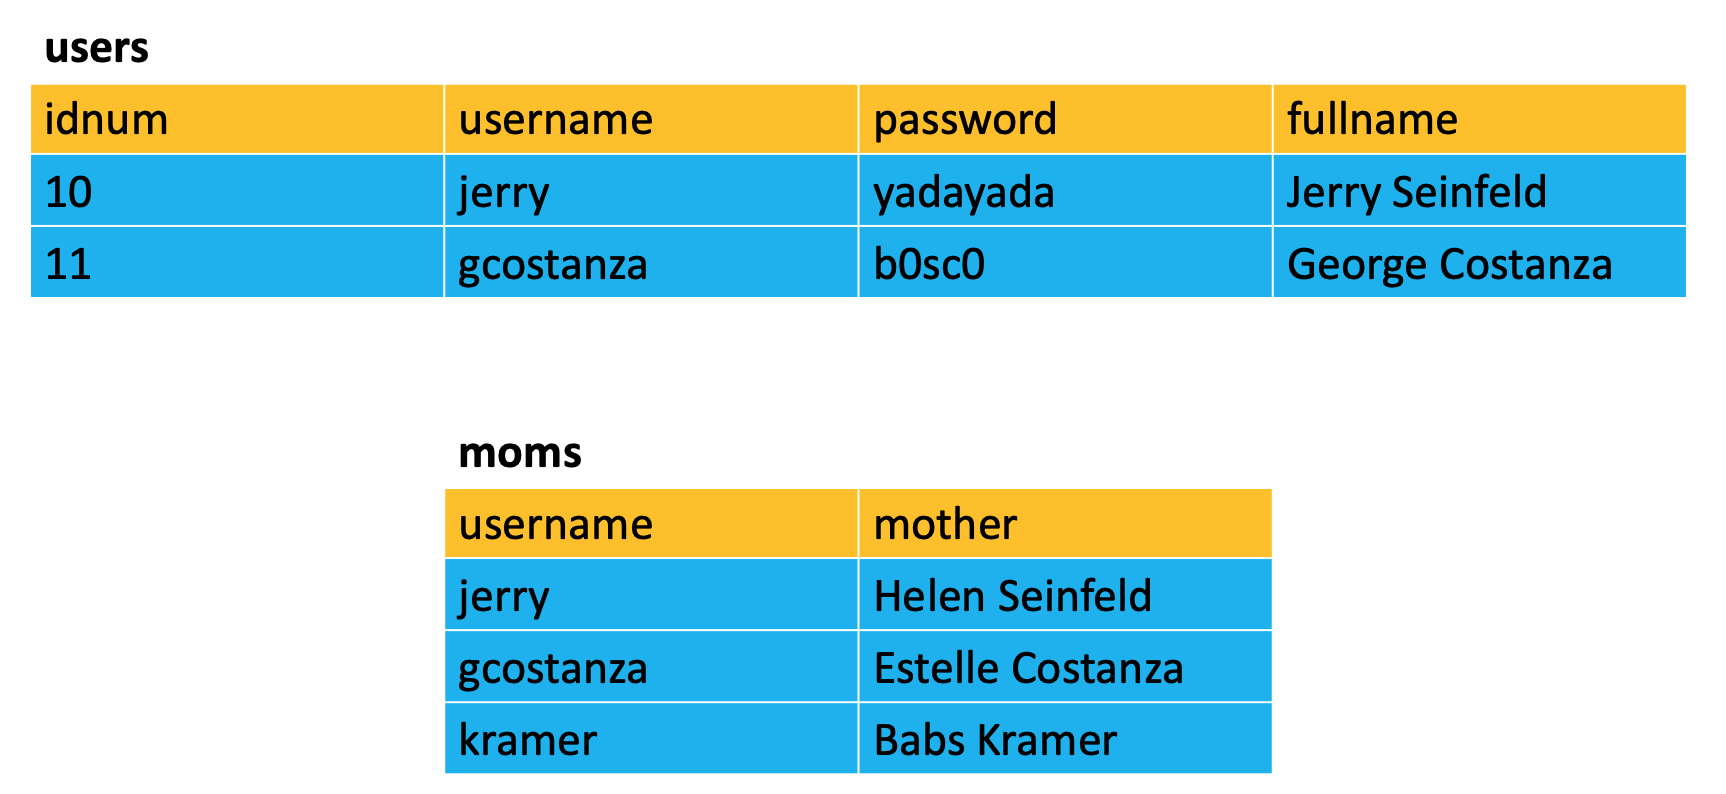 users
idnum username password fullname
10 jerry yadayada Jerry Seinfeld
11 gcostanza b0sc0 George Costanza
moms
username mother
jerry Helen Seinfeld
gcostanza Estelle Costanza
kramer Babs Kramer